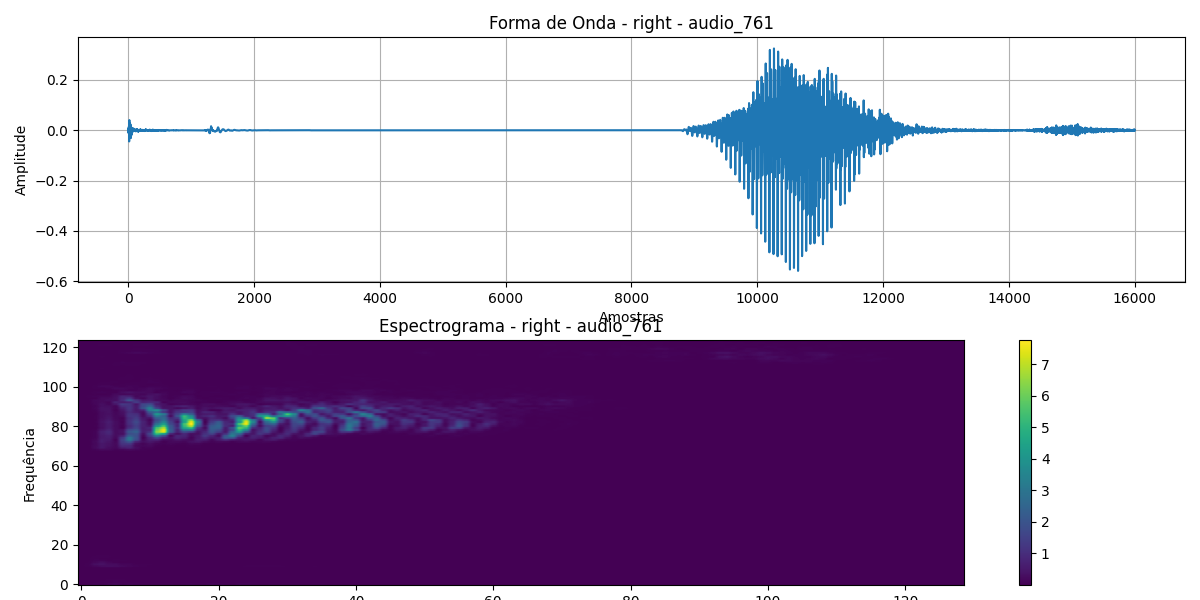 Forma de Onda - right - audio_761
Amplitude
0.2
0.0
−0.2
−0.4
−0.6
0 2000 4000 6000 8000 10000 12000 14000 16000
Amostras
Espectrograma - right - audio_761
Frequência
120
100
80
60
40
20
0
0 20 40 60 80 100 120
7
6
5
4
3
2
1